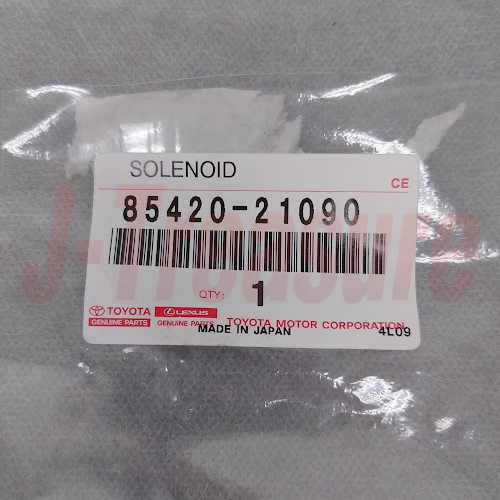 SOLENOID
CE
85420-21090
J-Treasure
QTY: 1
TOYOTA LEXUS
GENUINE PARTS GENUINE PARTS TOYOTA MOTOR CORPORATION
MADE IN JAPAN 4L09